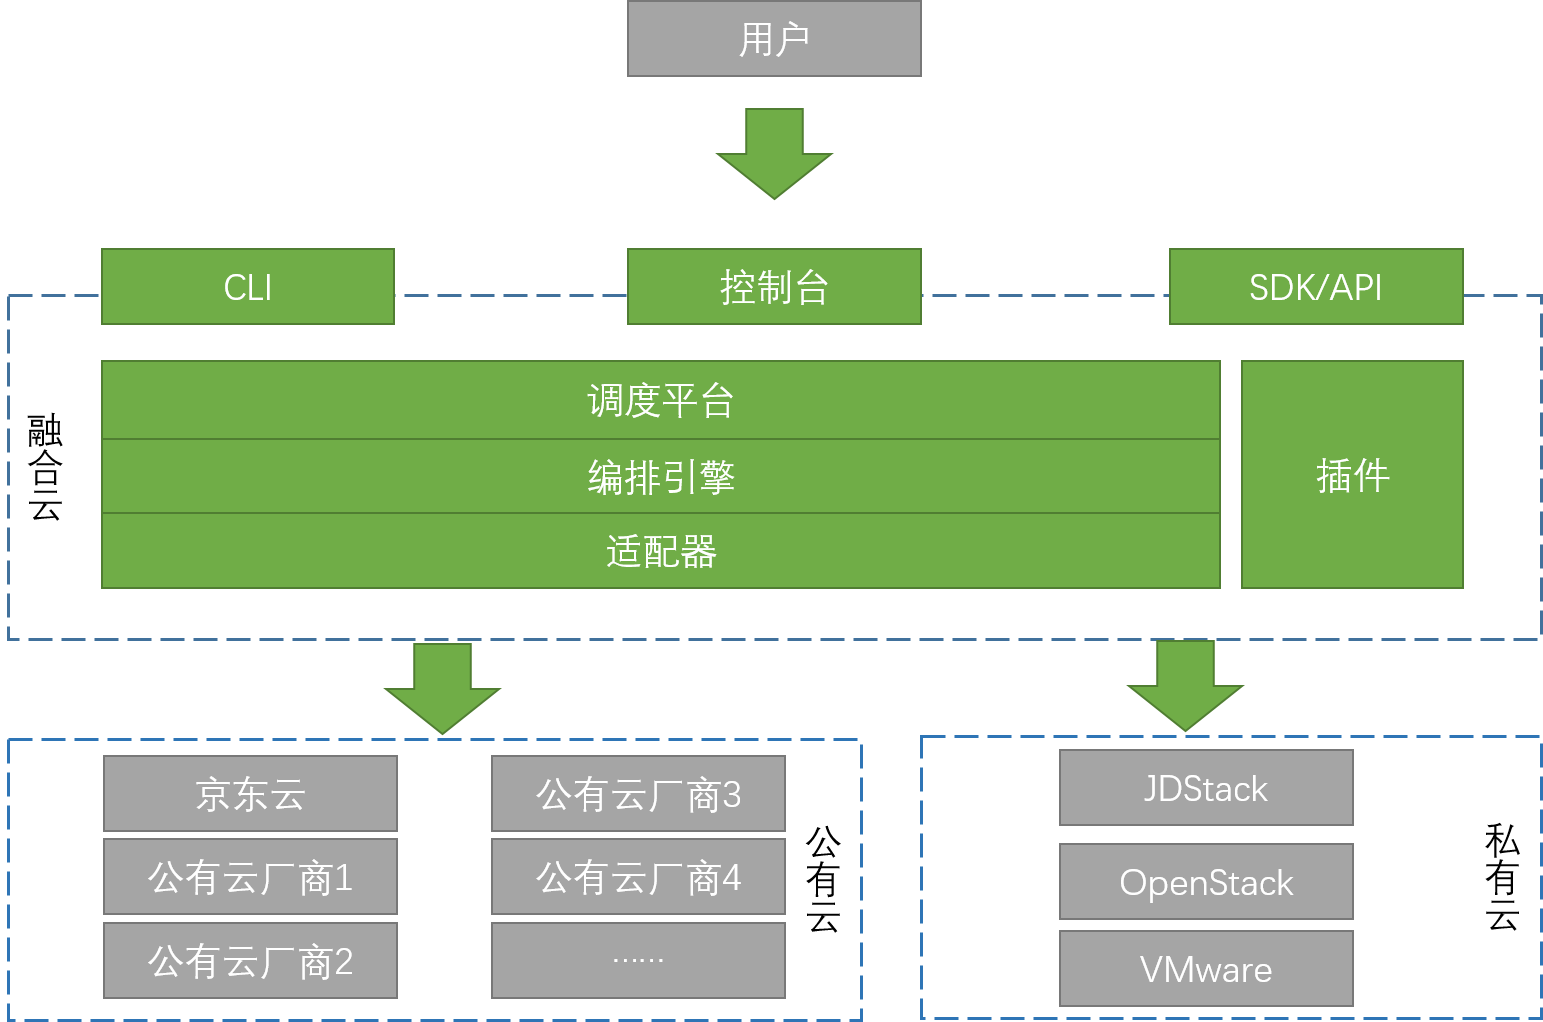 用户
CLI
控制台
SDK/API
融合云
调度平台
编排引擎
适配器
插件
京东云
公有云厂商1
公有云厂商2
公有云厂商3
公有云厂商4
……
公有云
JDStack
OpenStack
VMware
私有云